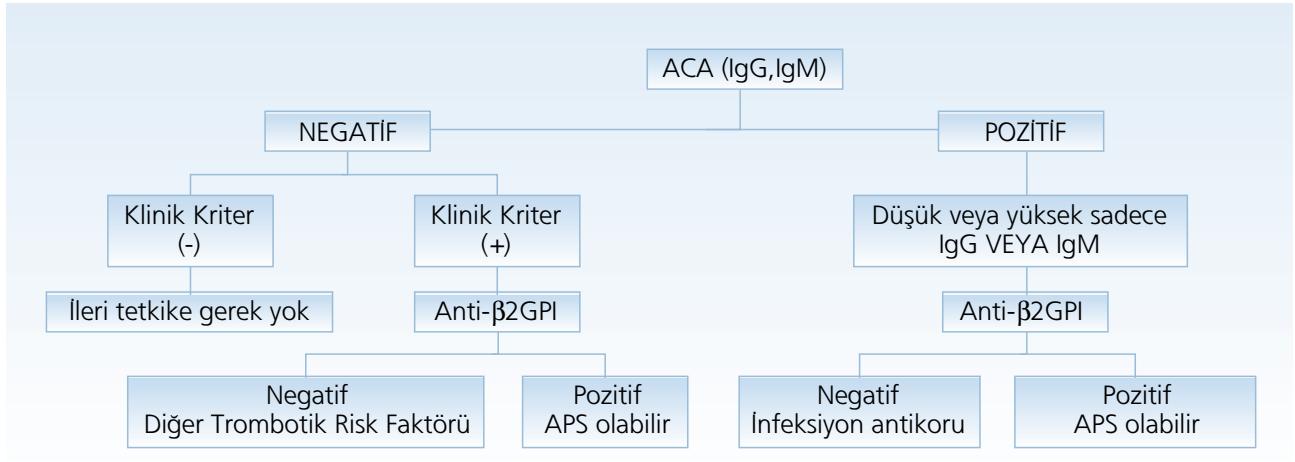 ACA (IgG,IgM)
NEGATİF
POZİTİF
Klinik Kriter
(-)
Klinik Kriter
(+)
Düşük veya yüksek sadece
IgG VEYA IgM
İleri tetkike gerek yok
Anti-β2GPI
Anti-β2GPI
Negatif
Diğer Trombotik Risk Faktörü
Pozitif
APS olabilir
Negatif
İnfeksiyon antikoru
Pozitif
APS olabilir